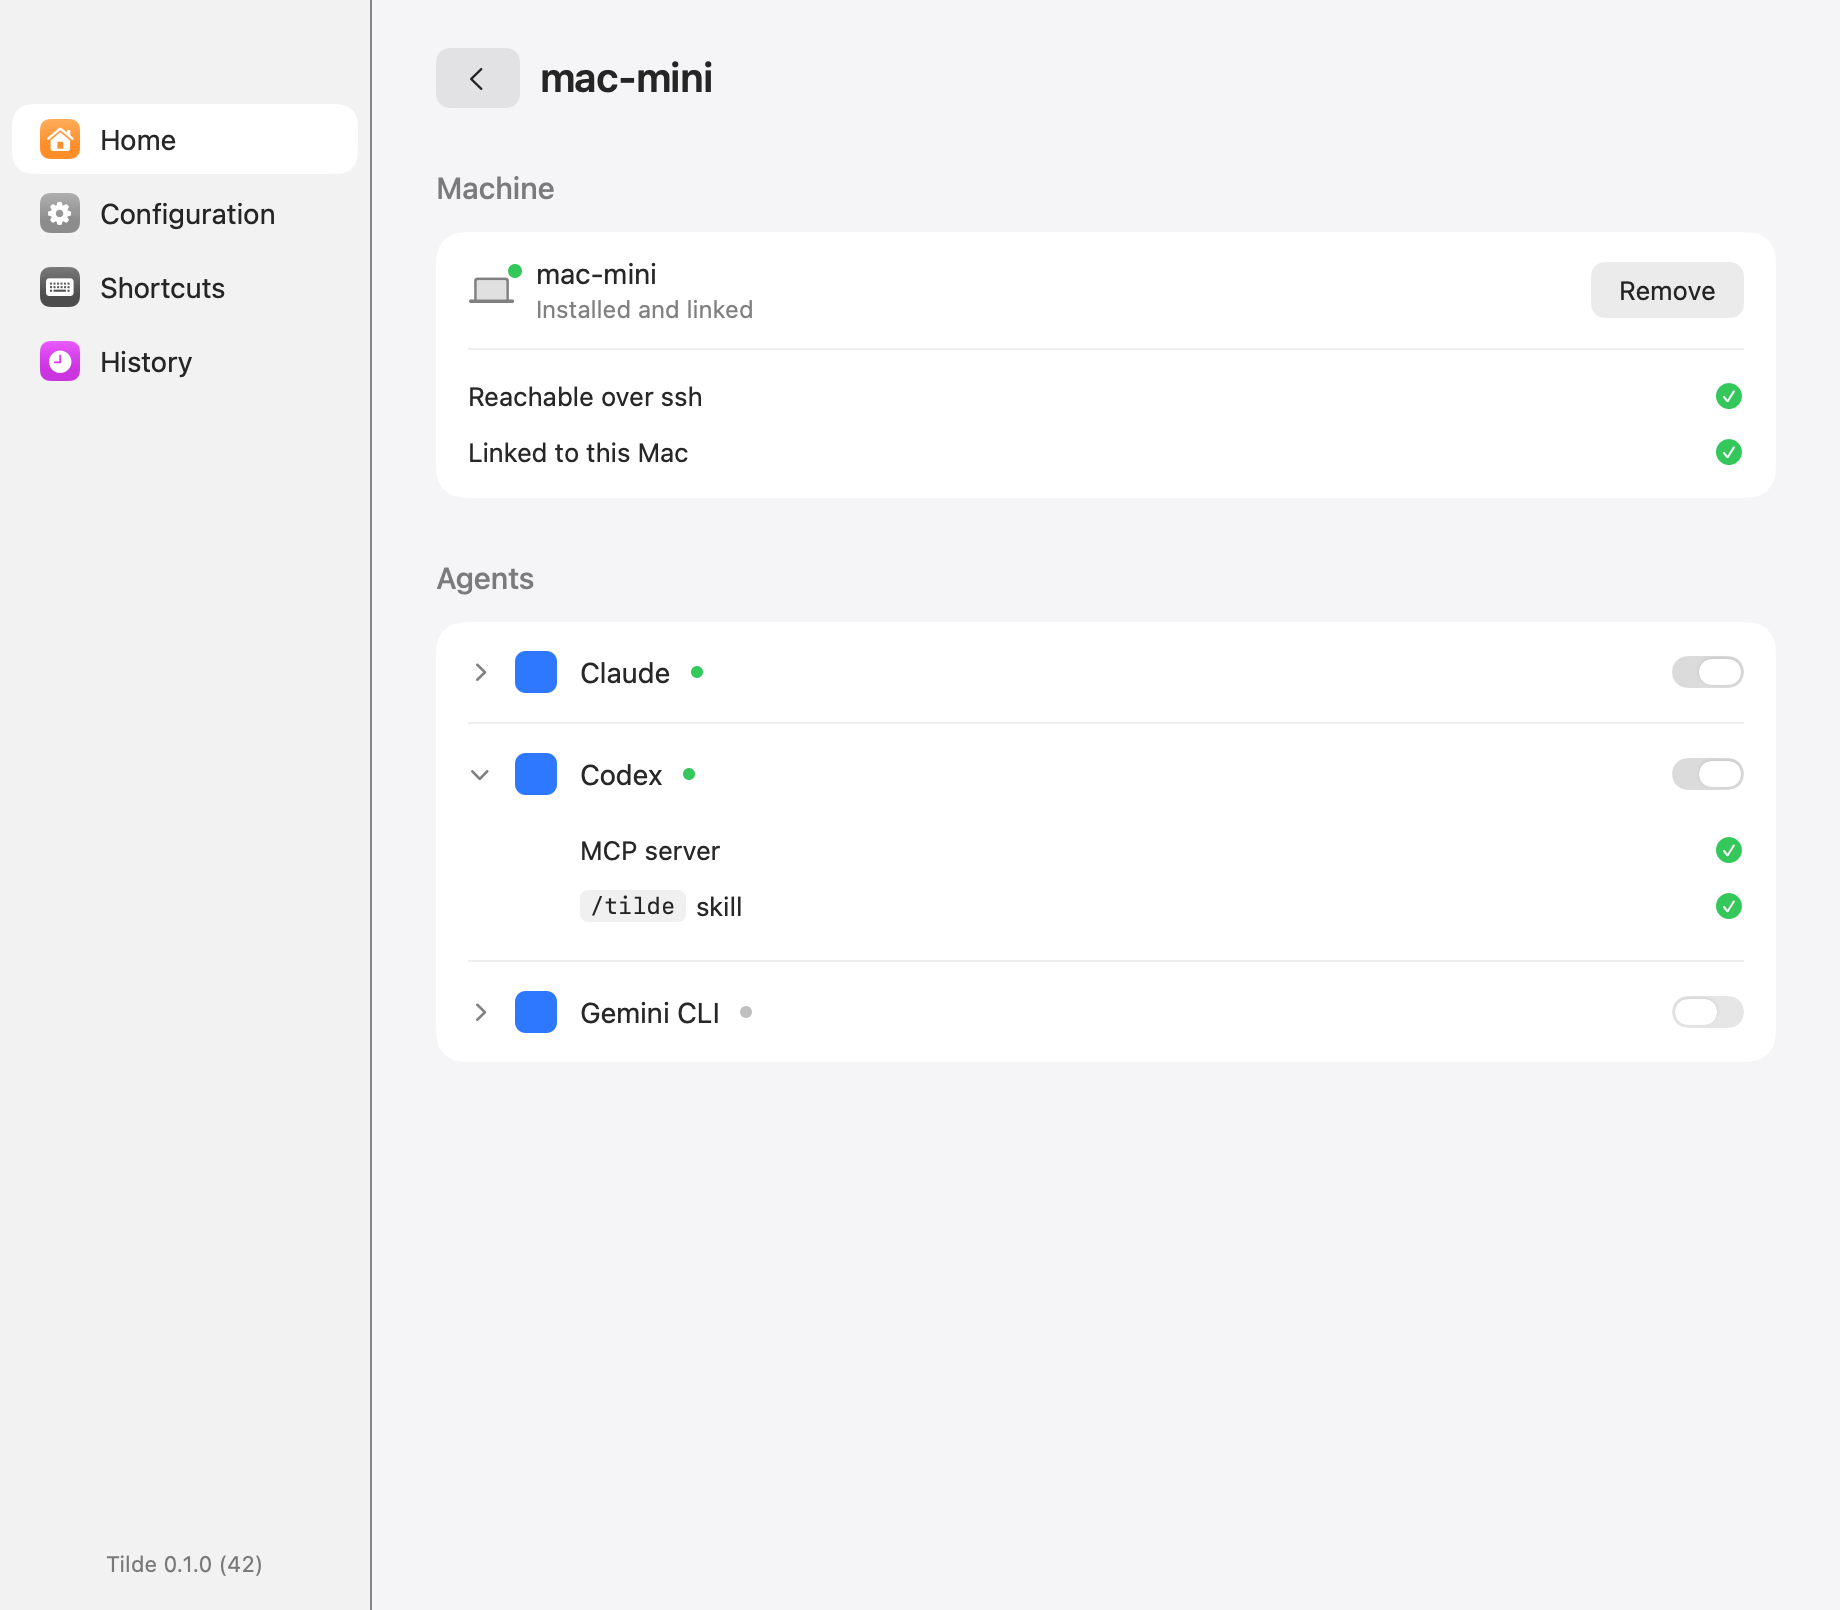 mac-mini
Home
Configuration
Shortcuts
History
Machine
mac-mini
Installed and linked
Remove
Reachable over ssh
Linked to this Mac
Agents
Claude
Codex
MCP server
/tilde skill
Gemini CLI
Tilde 0.1.0 (42)